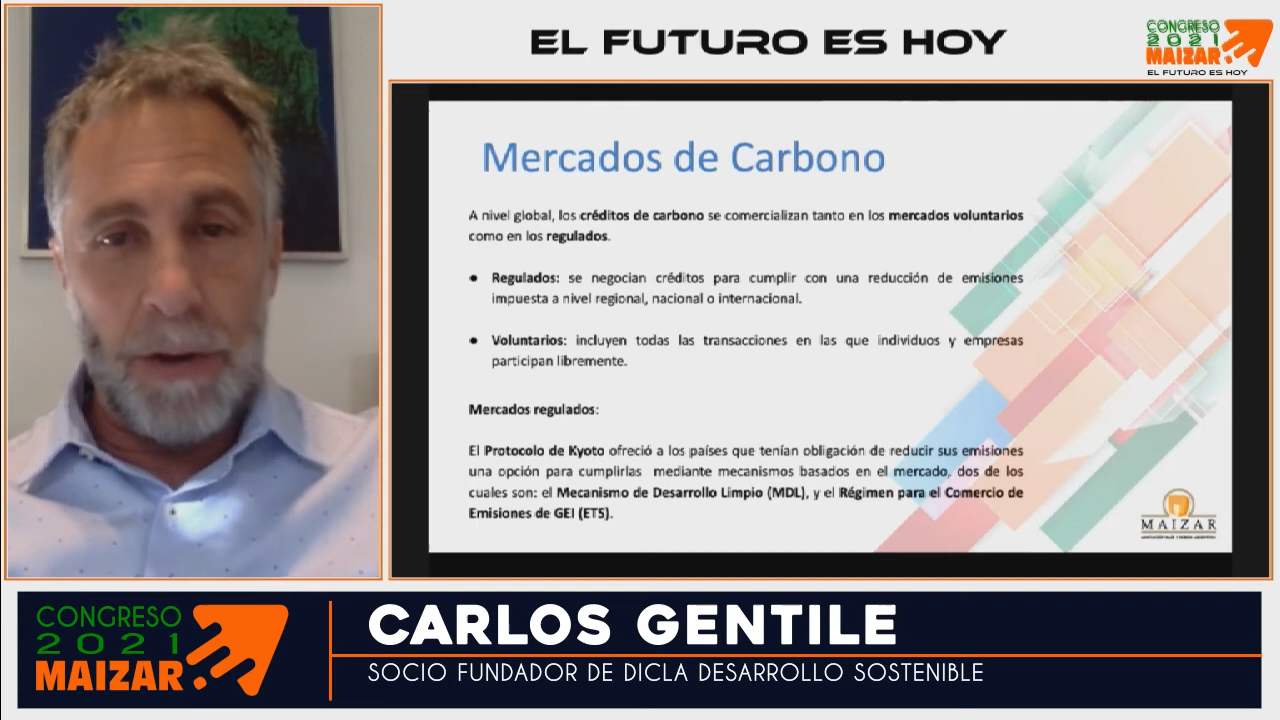 EL FUTURO ES HOY
CONGRESO
2021
MAIZAR
EL FUTURO ES HOY
Mercados de Carbono
A nivel global, los créditos de carbono se comercializan tanto en los mercados voluntarios
como en los regulados.
● Regulados: se negocian créditos para cumplir con una reducción de emisiones
impuesta a nivel regional, nacional o internacional.
● Voluntarios: incluyen todas las transacciones en las que individuos y empresas
participan libremente.
Mercados regulados:
El Protocolo de Kyoto ofreció a los países que tenían obligación de reducir sus emisiones
una opción para cumplirlas mediante mecanismos basados en el mercado, dos de los
cuales son: el Mecanismo de Desarrollo Limpio (MDL), y el Régimen para el Comercio de
Emisiones de GEI (ETS).
MAIZAR
CONGRESO
2021
MAIZAR
CARLOS GENTILE
SOCIO FUNDADOR DE DICLA DESARROLLO SOSTENIBLE